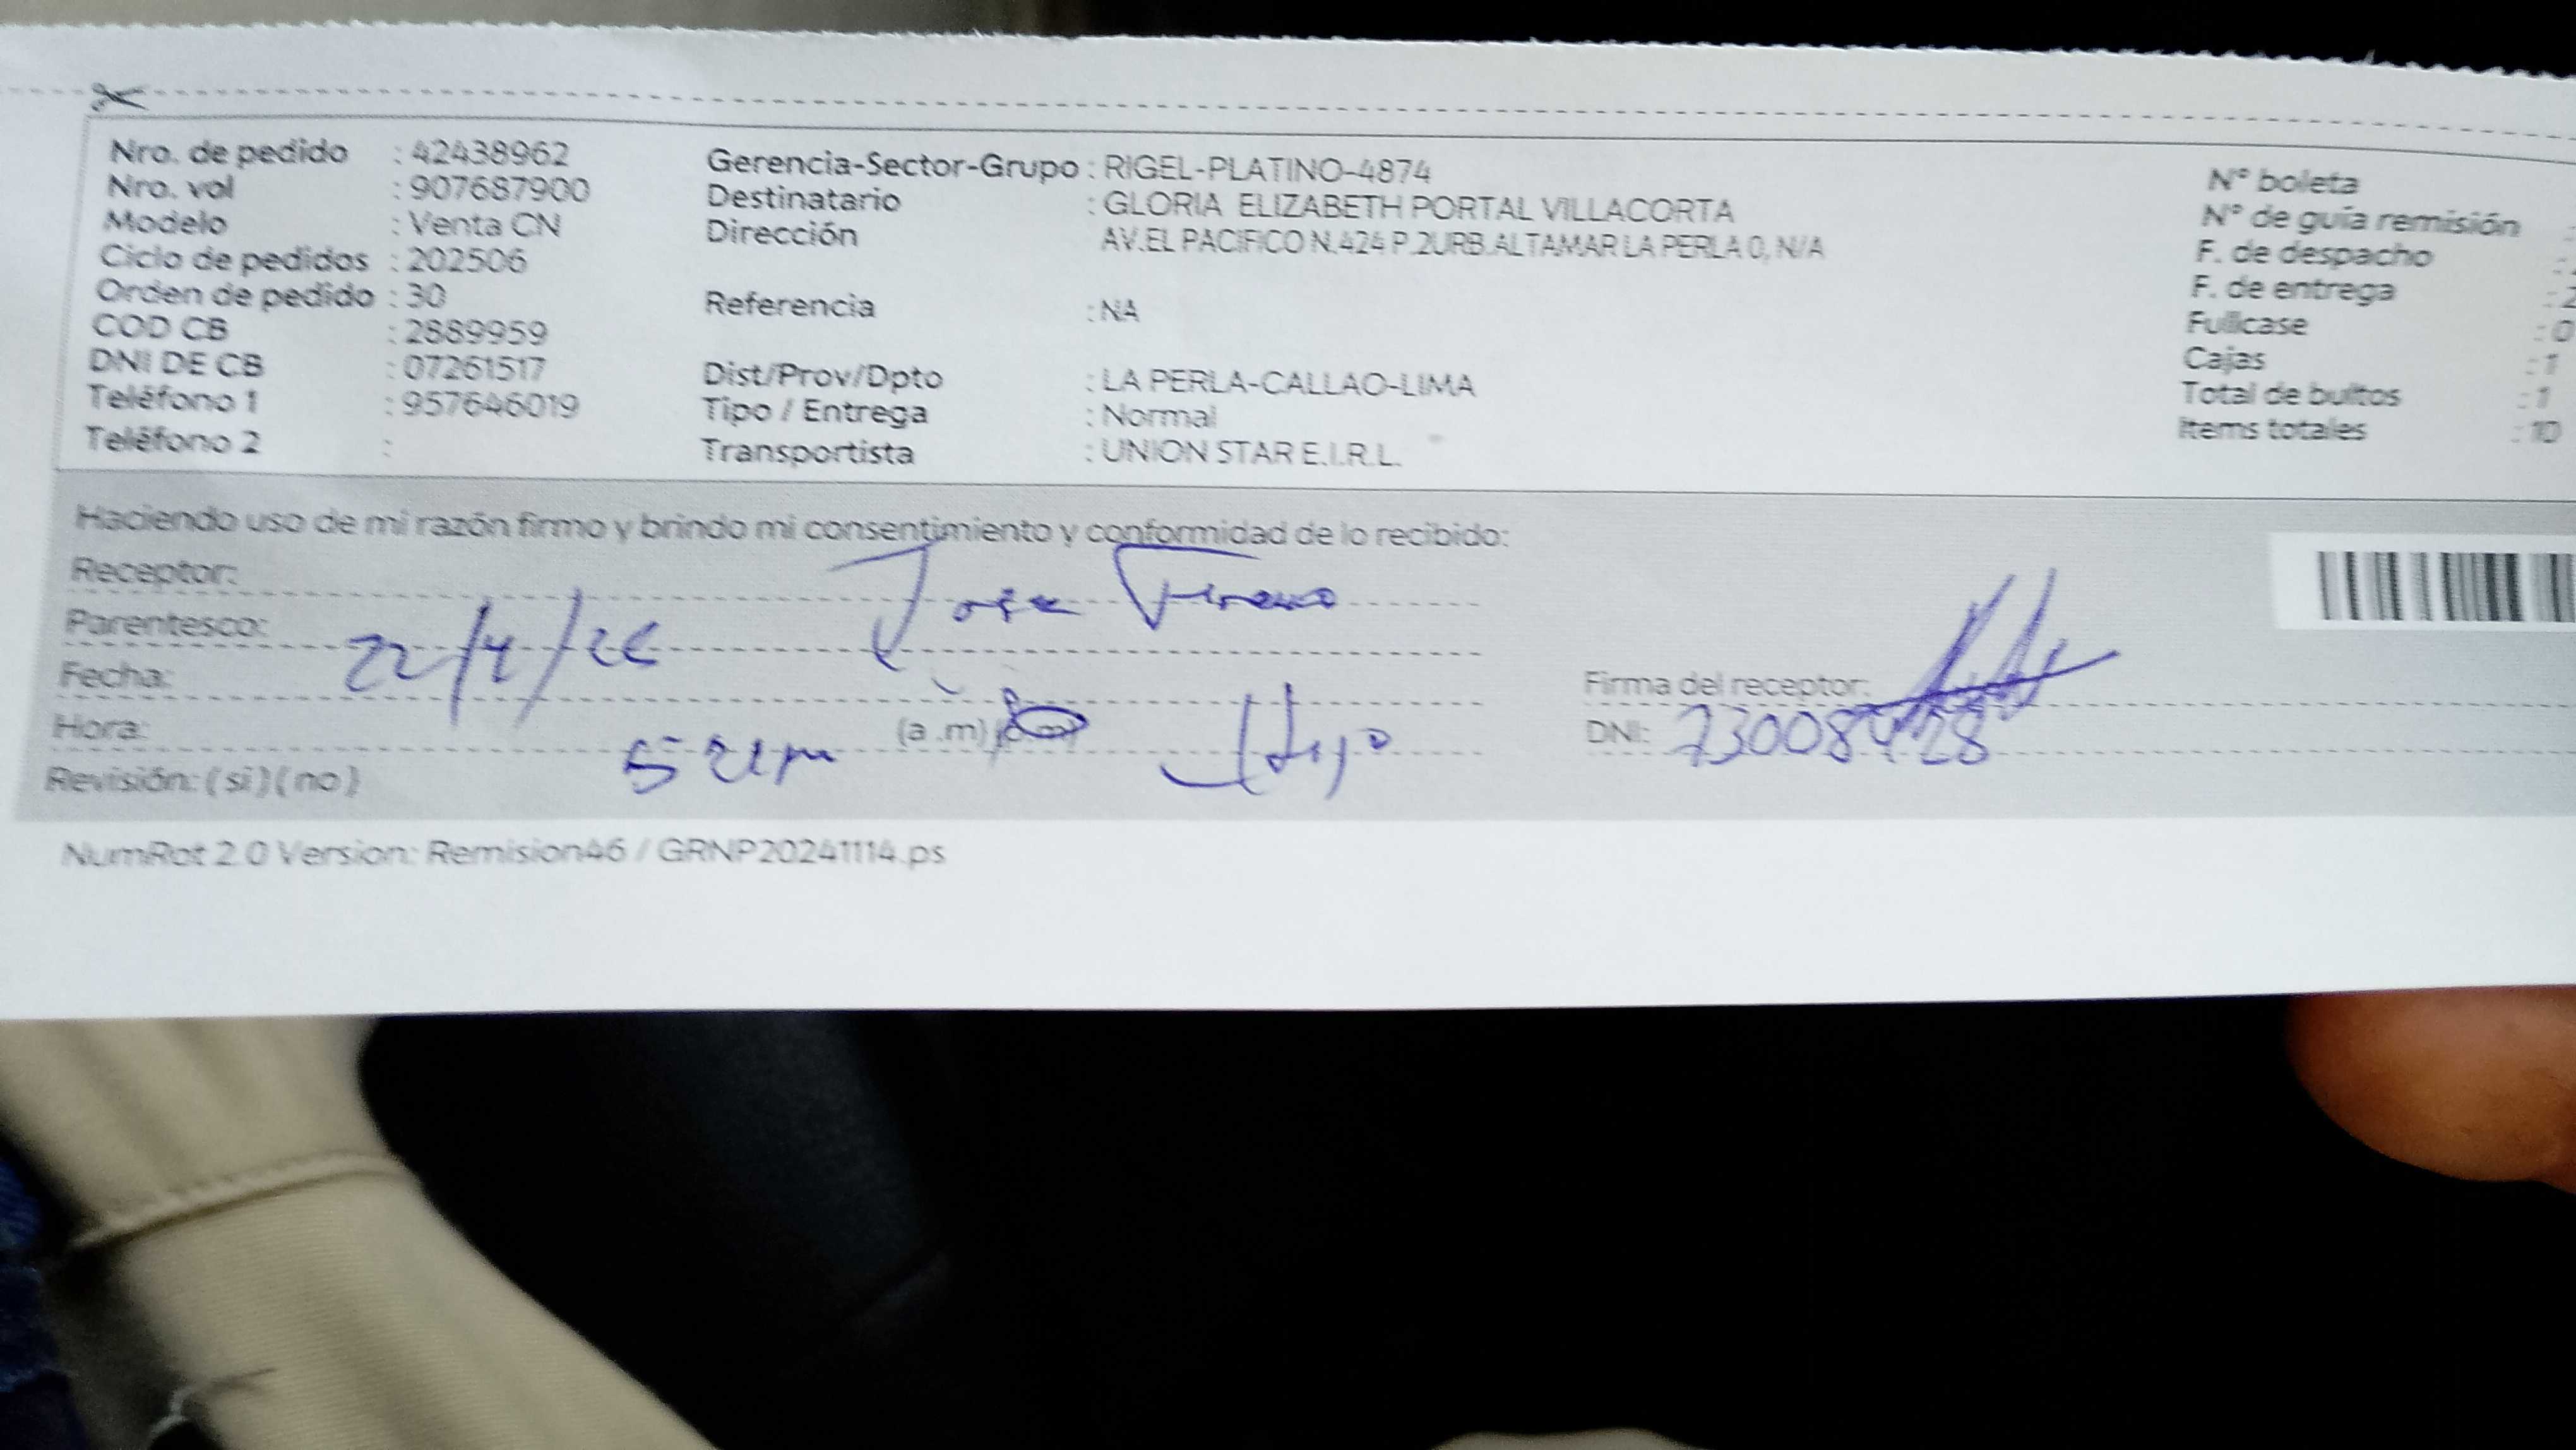 Nro. de pedido : 42438962
Nro. vol : 907687900
Modelo : Venta CN
Ciclo de pedidos : 202506
Orden de pedido : 30
COD CB : 2889959
DNI DE CB : 07261517
Teléfono 1 : 957646019
Teléfono 2 :
Gerencia-Sector-Grupo : RIGEL-PLATINO-4874
Destinatario : GLORIA ELIZABETH PORTAL VILLACORTA
Dirección AV.EL PACIFICO N.424 P.2URB.ALTAMAR LA PERLA 0, N/A
Referencia : NA
Dist/Prov/Dpto : LA PERLA-CALLAO-LIMA
Tipo / Entrega : Normal
Transportista : UNION STAR E.I.R.L.
N° boleta
N° de guía remisión :
F. de despacho :
F. de entrega : 2
Fullcase : 0
Cajas : 1
Total de bultos : 1
Items totales : 10
Haciendo uso de mi razón firmo y brindo mi consentimiento y conformidad de lo recibido:
Receptor: Jose
Parentesco:
Fecha: 22/4/
Hora: (a.m)
Revisión: (si) (no)
Firma del receptor:
DNI:
NumRot 2.0 Version: Remision46 / GRNP20241114.ps